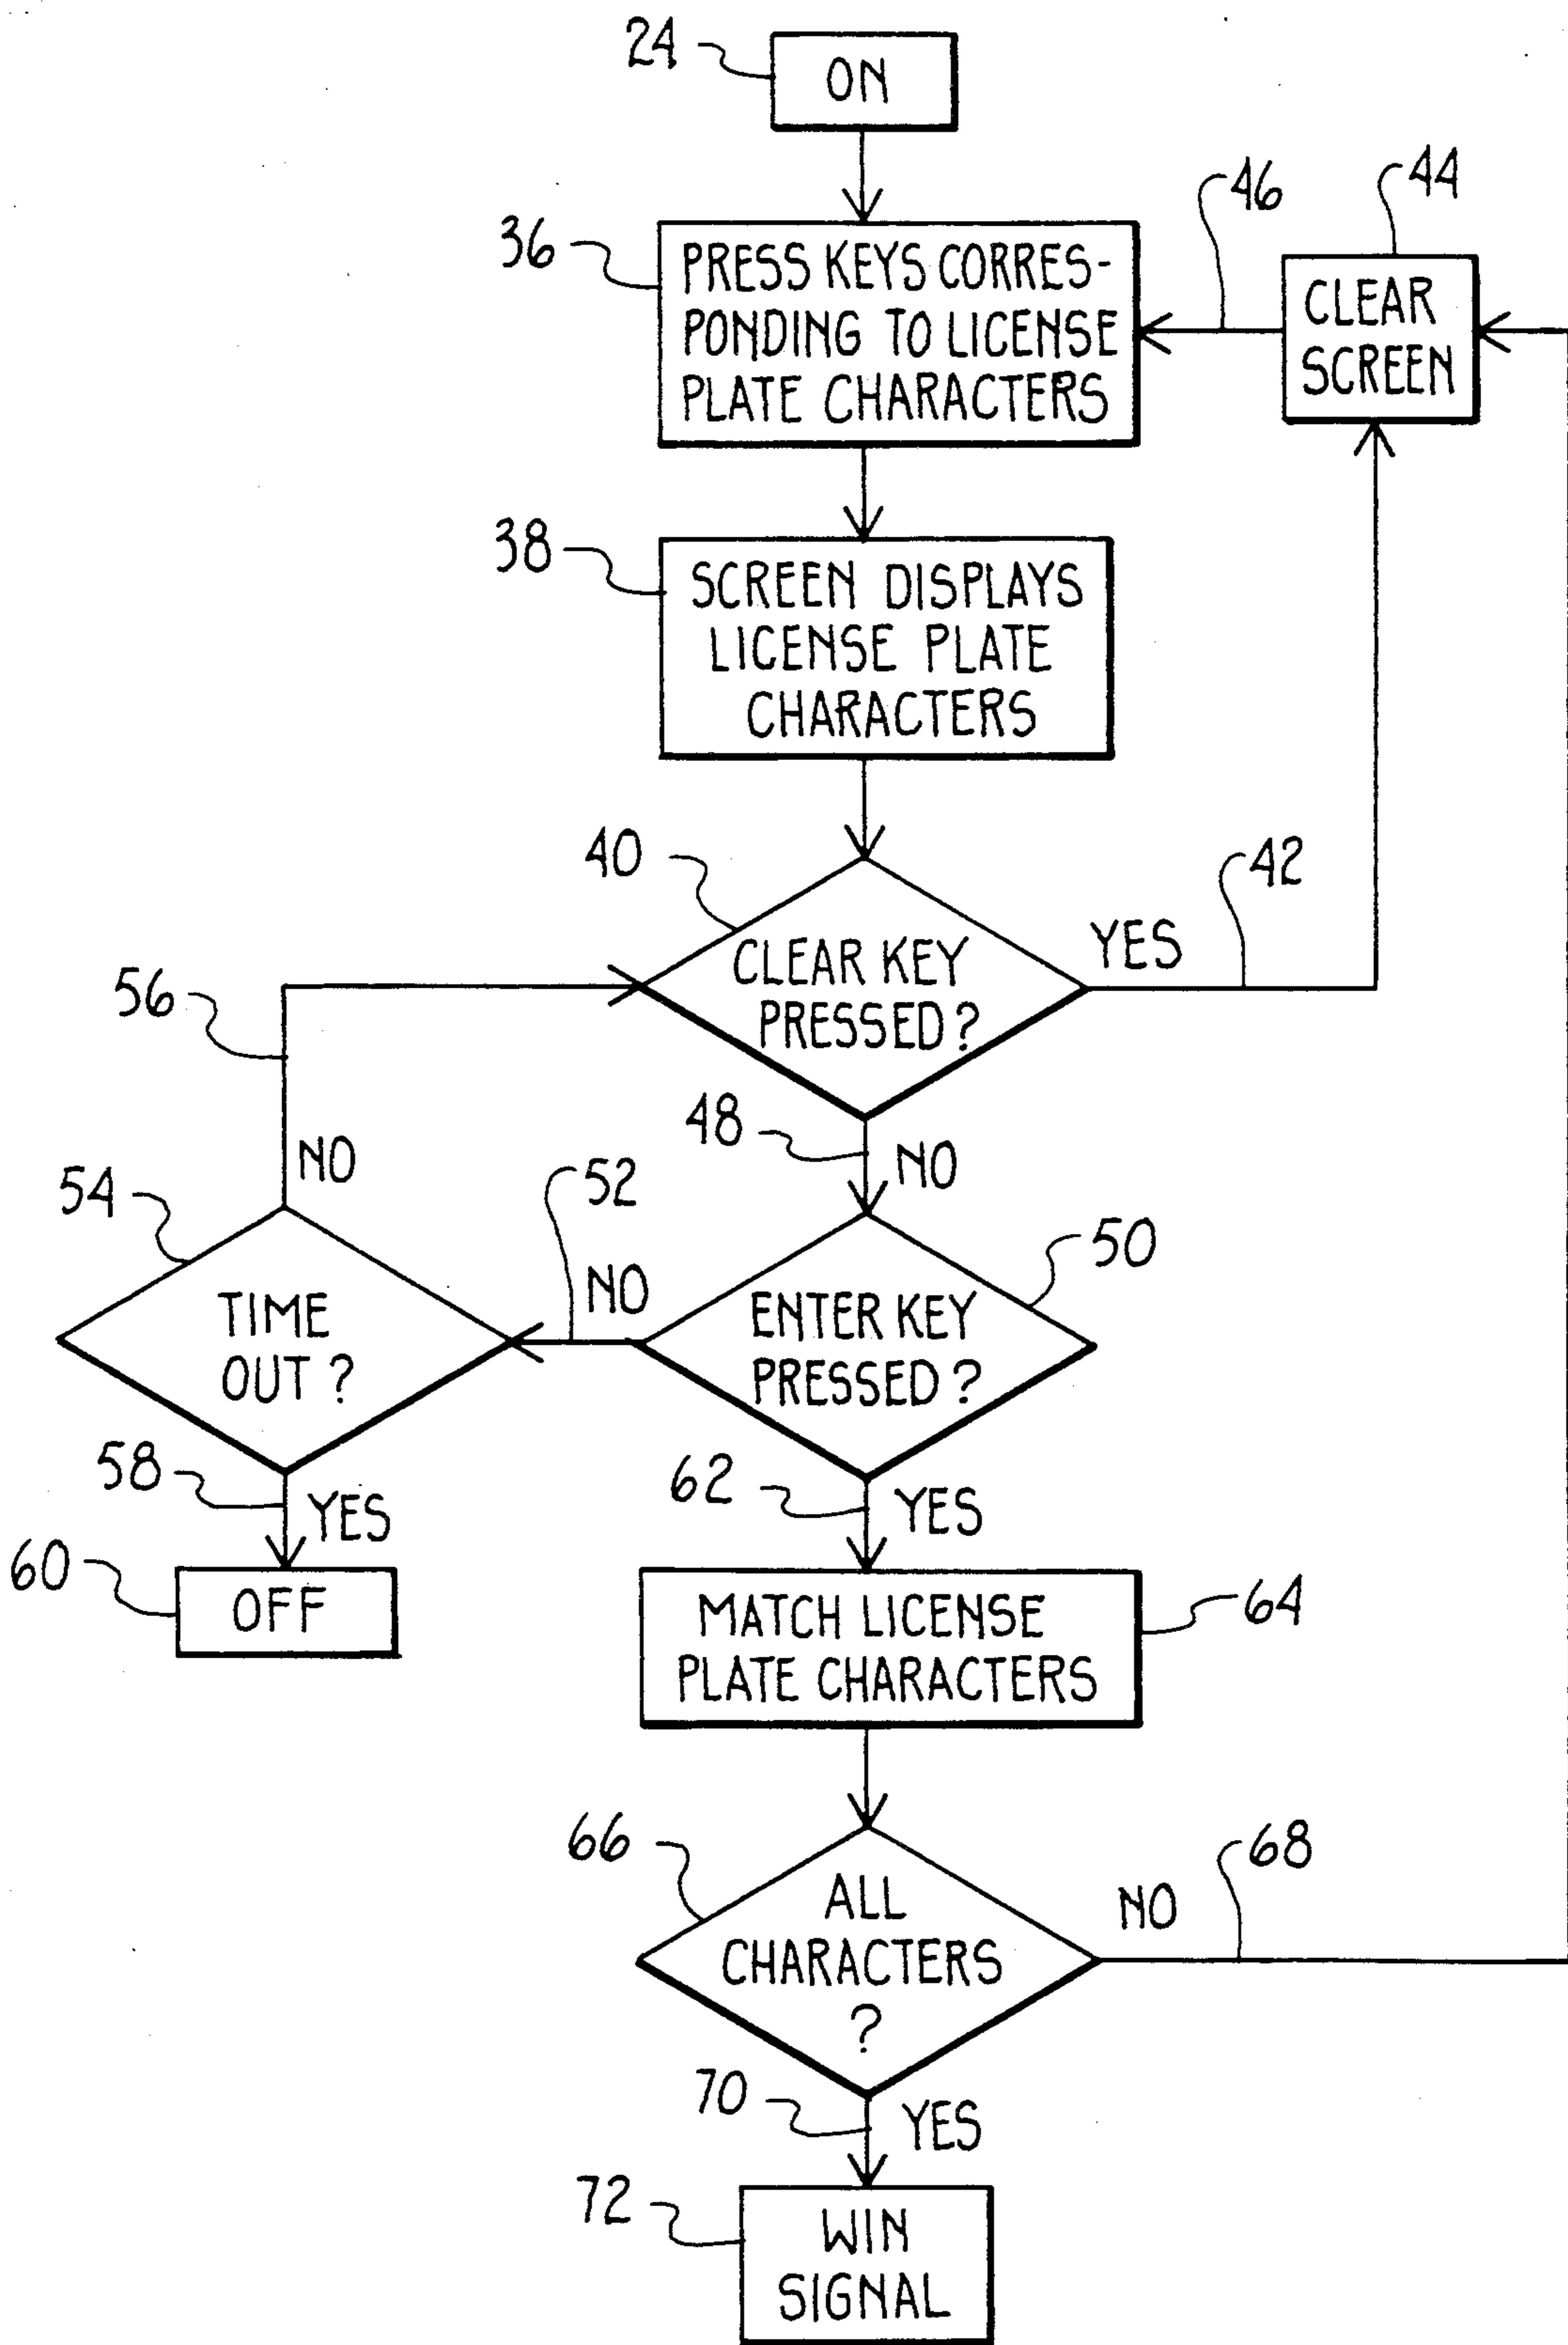 24
ON
46
44
36
PRESS KEYS CORRES-
PONDING TO LICENSE
PLATE CHARACTERS
CLEAR
SCREEN
38
SCREEN DISPLAYS
LICENSE PLATE
CHARACTERS
40
42
CLEAR KEY
PRESSED?
YES
56
48
NO
NO
54
52
50
TIME
OUT?
NO
ENTER KEY
PRESSED?
58
YES
62
YES
60
OFF
MATCH LICENSE
PLATE CHARACTERS
64
66
68
ALL
CHARACTERS
?
NO
70
YES
72
WIN
SIGNAL